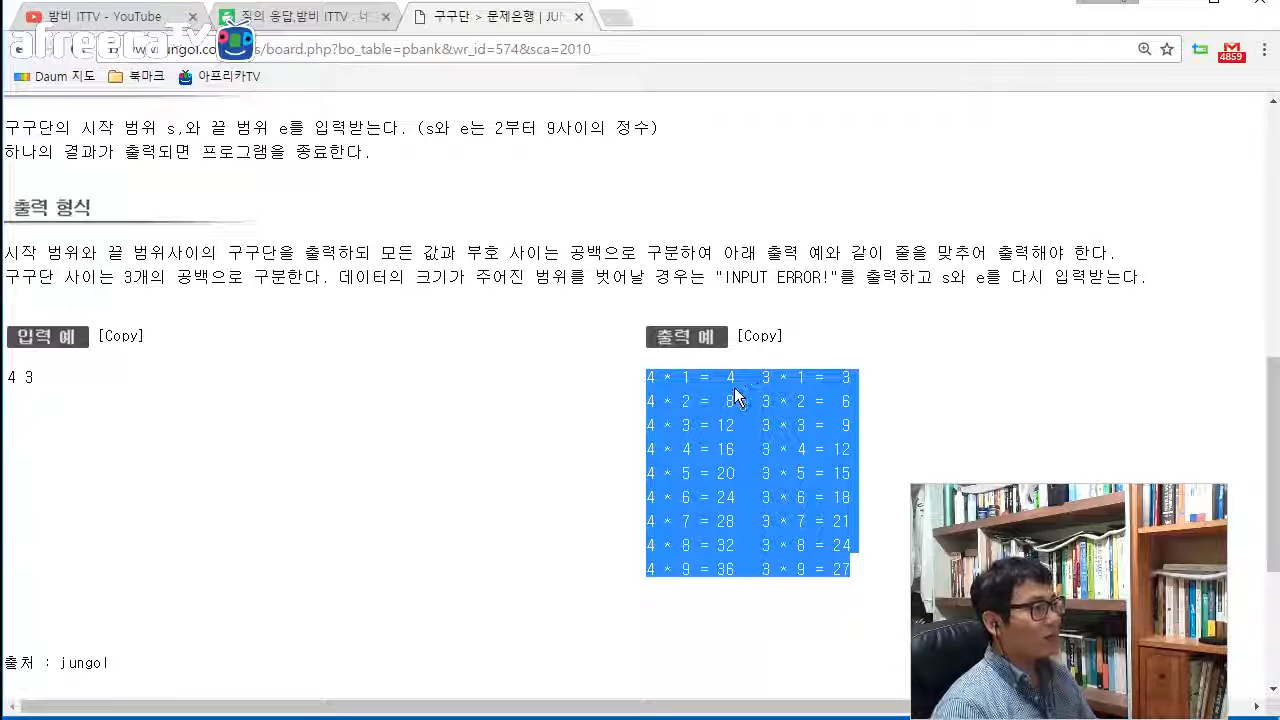 밤비 ITTV - YouTube
질의 응답 밤비 ITTV
구구단 > 문제은행 | JUN
afreecaTV
s/board.php?bo_table=pbank&wr_id=574&sca=2010
4859
Daum 지도
북마크
아프리카TV
구구단의 시작 범위 s,와 끝 범위 e를 입력받는다. (s와 e는 2부터 9사이의 정수)
하나의 결과가 출력되면 프로그램을 종료한다.
출력 형식
시작 범위와 끝 범위사이의 구구단을 출력하되 모든 값과 부호 사이는 공백으로 구분하여 아래 출력 예와 같이 줄을 맞추어 출력해야 한다.
구구단 사이는 3개의 공백으로 구분한다. 데이터의 크기가 주어진 범위를 벗어날 경우는 "INPUT ERROR!"를 출력하고 s와 e를 다시 입력받는다.
입력 예 [Copy]
4 3
출력 예 [Copy]
4 * 1 =  4   3 * 1 =  3
4 * 2 =  8   3 * 2 =  6
4 * 3 = 12   3 * 3 =  9
4 * 4 = 16   3 * 4 = 12
4 * 5 = 20   3 * 5 = 15
4 * 6 = 24   3 * 6 = 18
4 * 7 = 28   3 * 7 = 21
4 * 8 = 32   3 * 8 = 24
4 * 9 = 36   3 * 9 = 27
출처 : jungol